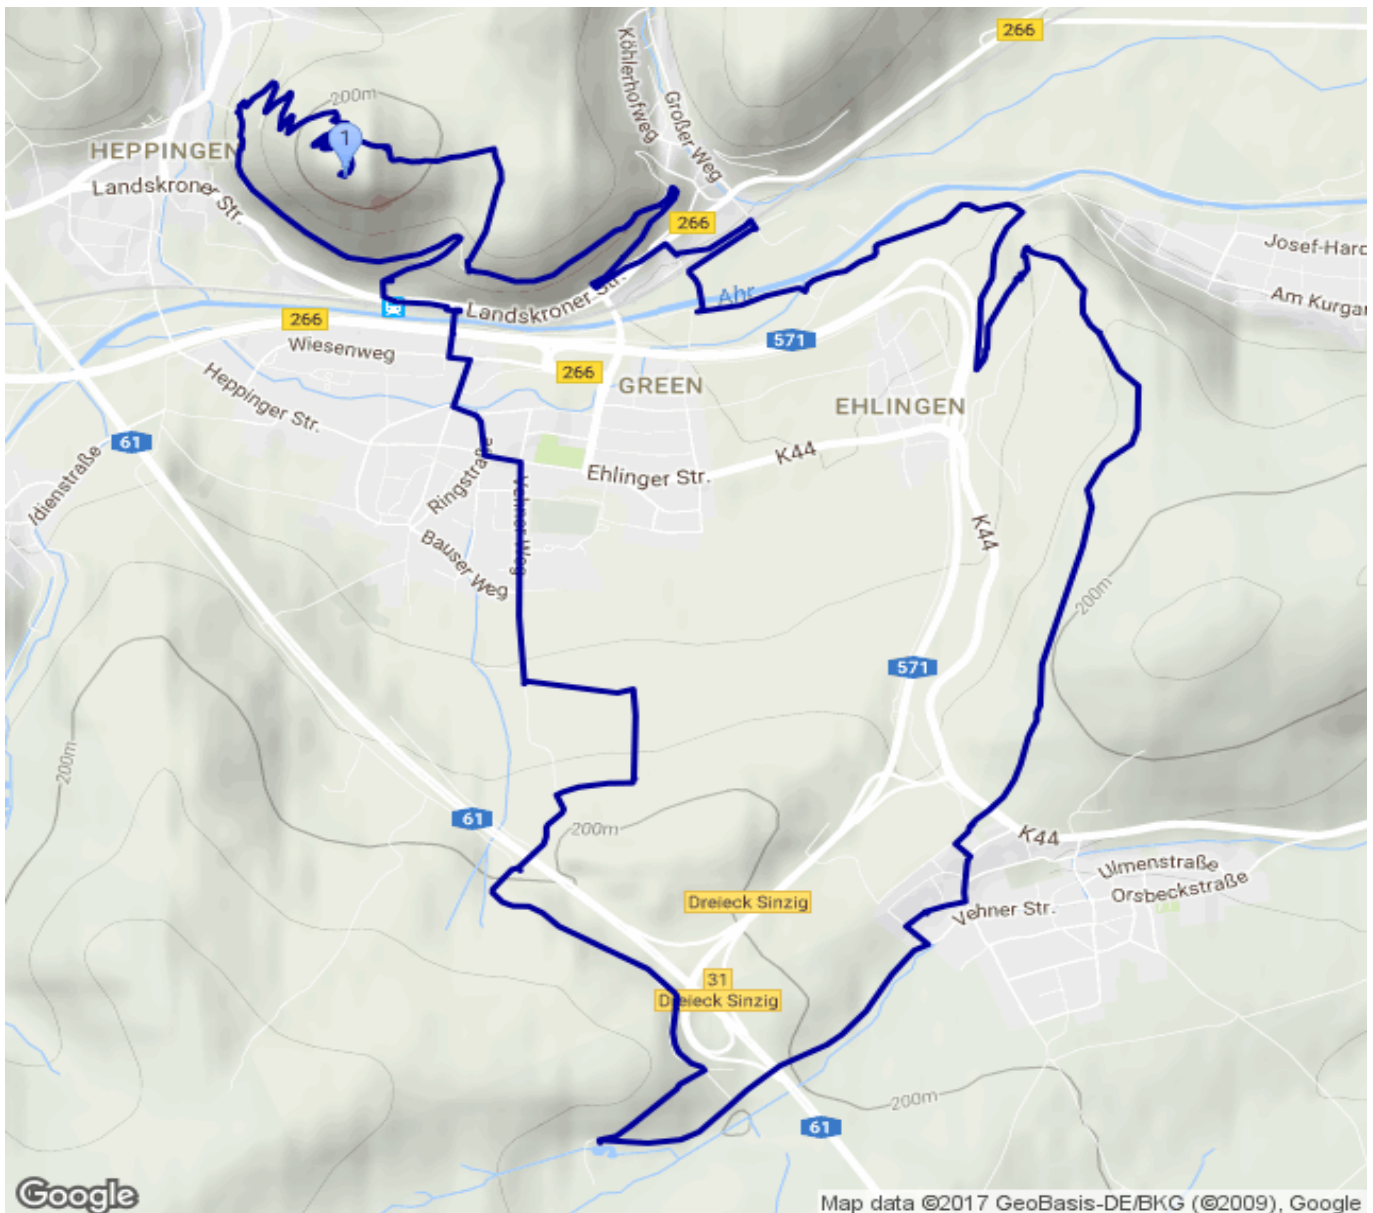 266
Köhlerhofweg
200m
Großer Weg
1
HEPPINGEN
Landskroner Str.
266
Josef-Hard
Ahr
Am Kurgar
Landskroner Str.
266
571
Wiesenweg
266
GREEN
Heppinger Str.
EHLINGEN
61
K44
Ringstraße
Ehlinger Str.
Vehner Weg
K44
Bauser Weg
200m
571
200m
61
200m
K44
Ulmenstraße
Orsbeckstraße
Dreieck Sinzig
Vehner Str.
31
Dreieck Sinzig
200m
61
Google
Map data ©2017 GeoBasis-DE/BKG (©2009), Google